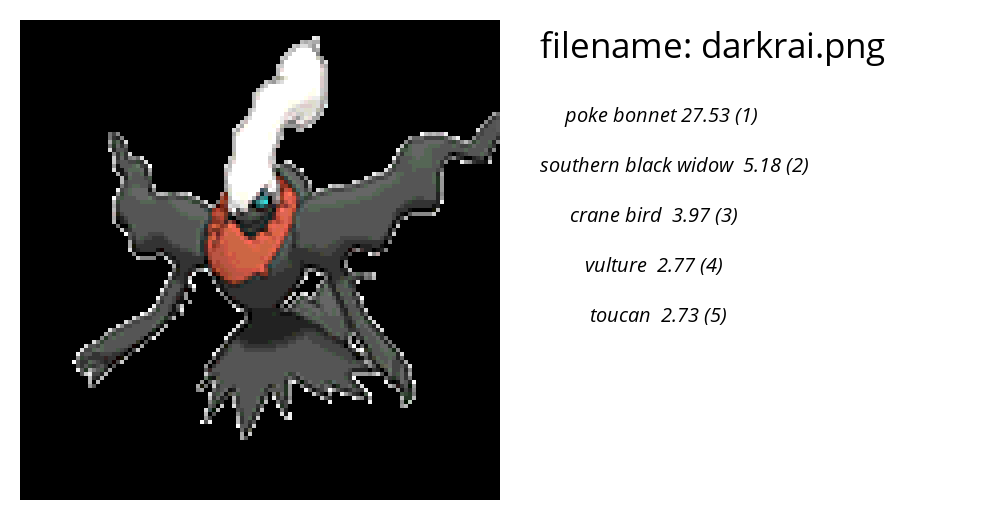 filename: darkrai.png
poke bonnet 27.53 (1)
southern black widow 5.18 (2)
crane bird 3.97 (3)
vulture 2.77 (4)
toucan 2.73 (5)